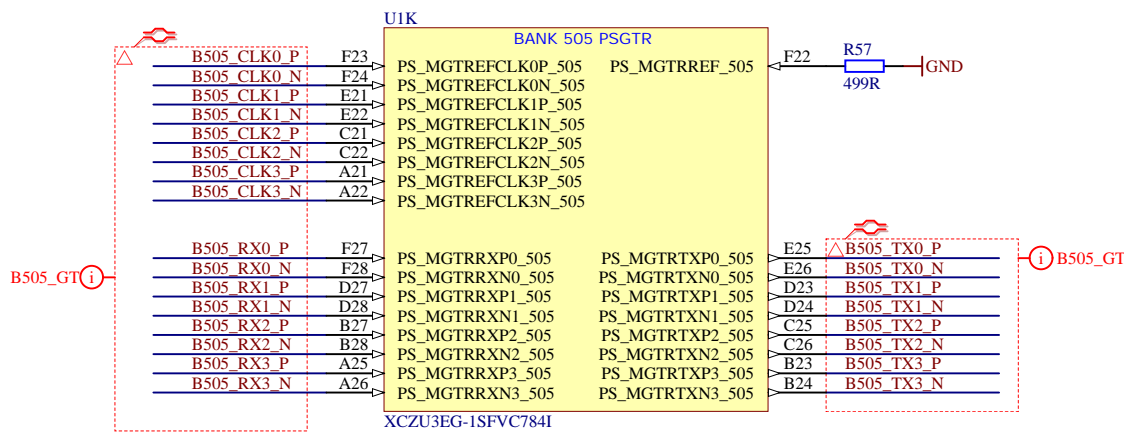 U1K
BANK 505 PSGTR
B505_CLK0_P F23 PS_MGTREFCLK0P_505 PS_MGTRREF_505 F22 R57 499R GND
B505_CLK0_N F24 PS_MGTREFCLK0N_505
B505_CLK1_P E21 PS_MGTREFCLK1P_505
B505_CLK1_N E22 PS_MGTREFCLK1N_505
B505_CLK2_P C21 PS_MGTREFCLK2P_505
B505_CLK2_N C22 PS_MGTREFCLK2N_505
B505_CLK3_P A21 PS_MGTREFCLK3P_505
B505_CLK3_N A22 PS_MGTREFCLK3N_505
B505_RX0_P F27 PS_MGTRRXP0_505 PS_MGTRTXP0_505 E25 B505_TX0_P
B505_RX0_N F28 PS_MGTRRXN0_505 PS_MGTRTXN0_505 E26 B505_TX0_N
B505_GT i B505_RX1_P D27 PS_MGTRRXP1_505 PS_MGTRTXP1_505 D23 B505_TX1_P i B505_GT
B505_RX1_N D28 PS_MGTRRXN1_505 PS_MGTRTXN1_505 D24 B505_TX1_N
B505_RX2_P B27 PS_MGTRRXP2_505 PS_MGTRTXP2_505 C25 B505_TX2_P
B505_RX2_N B28 PS_MGTRRXN2_505 PS_MGTRTXN2_505 C26 B505_TX2_N
B505_RX3_P A25 PS_MGTRRXP3_505 PS_MGTRTXP3_505 B23 B505_TX3_P
B505_RX3_N A26 PS_MGTRRXN3_505 PS_MGTRTXN3_505 B24 B505_TX3_N
XCZU3EG-1SFVC784I